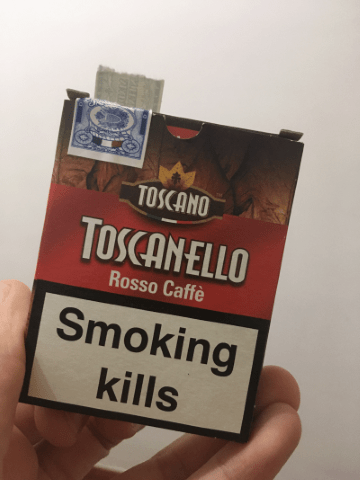 TOSCANO
TOSCANELLO
Rosso Caffè
Smoking
kills